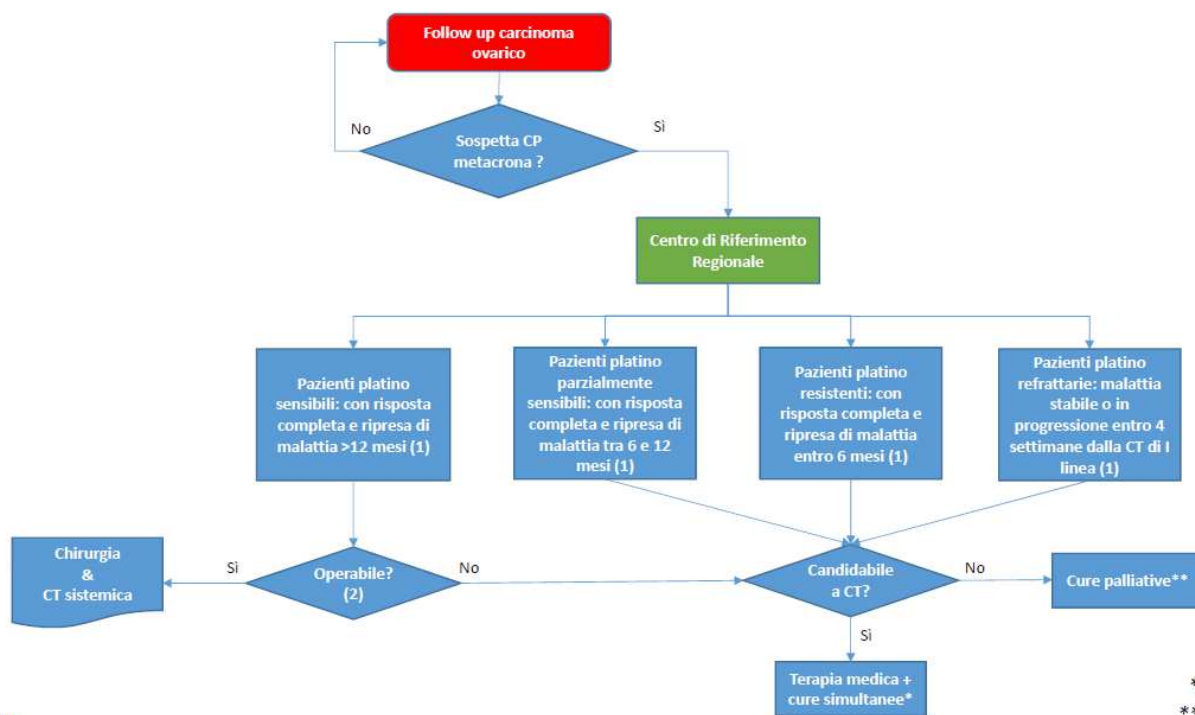 Follow up carcinoma
ovarico
No
Sì
Sospetta CP
metacrona ?
Centro di Riferimento
Regionale
Pazienti platino
sensibili: con risposta
completa e ripresa di
malattia >12 mesi (1)
Pazienti platino
parzialmente
sensibili: con risposta
completa e ripresa di
malattia tra 6 e 12
mesi (1)
Pazienti platino
resistenti: con
risposta completa e
ripresa di malattia
entro 6 mesi (1)
Pazienti platino
refrattarie: malattia
stabile o in
progressione entro 4
settimane dalla CT di I
linea (1)
Chirurgia
&
CT sistemica
Sì
Operabile?
(2)
No
Candidabile
a CT?
No
Cure palliative**
Sì
Terapia medica +
cure simultanee*
*
**